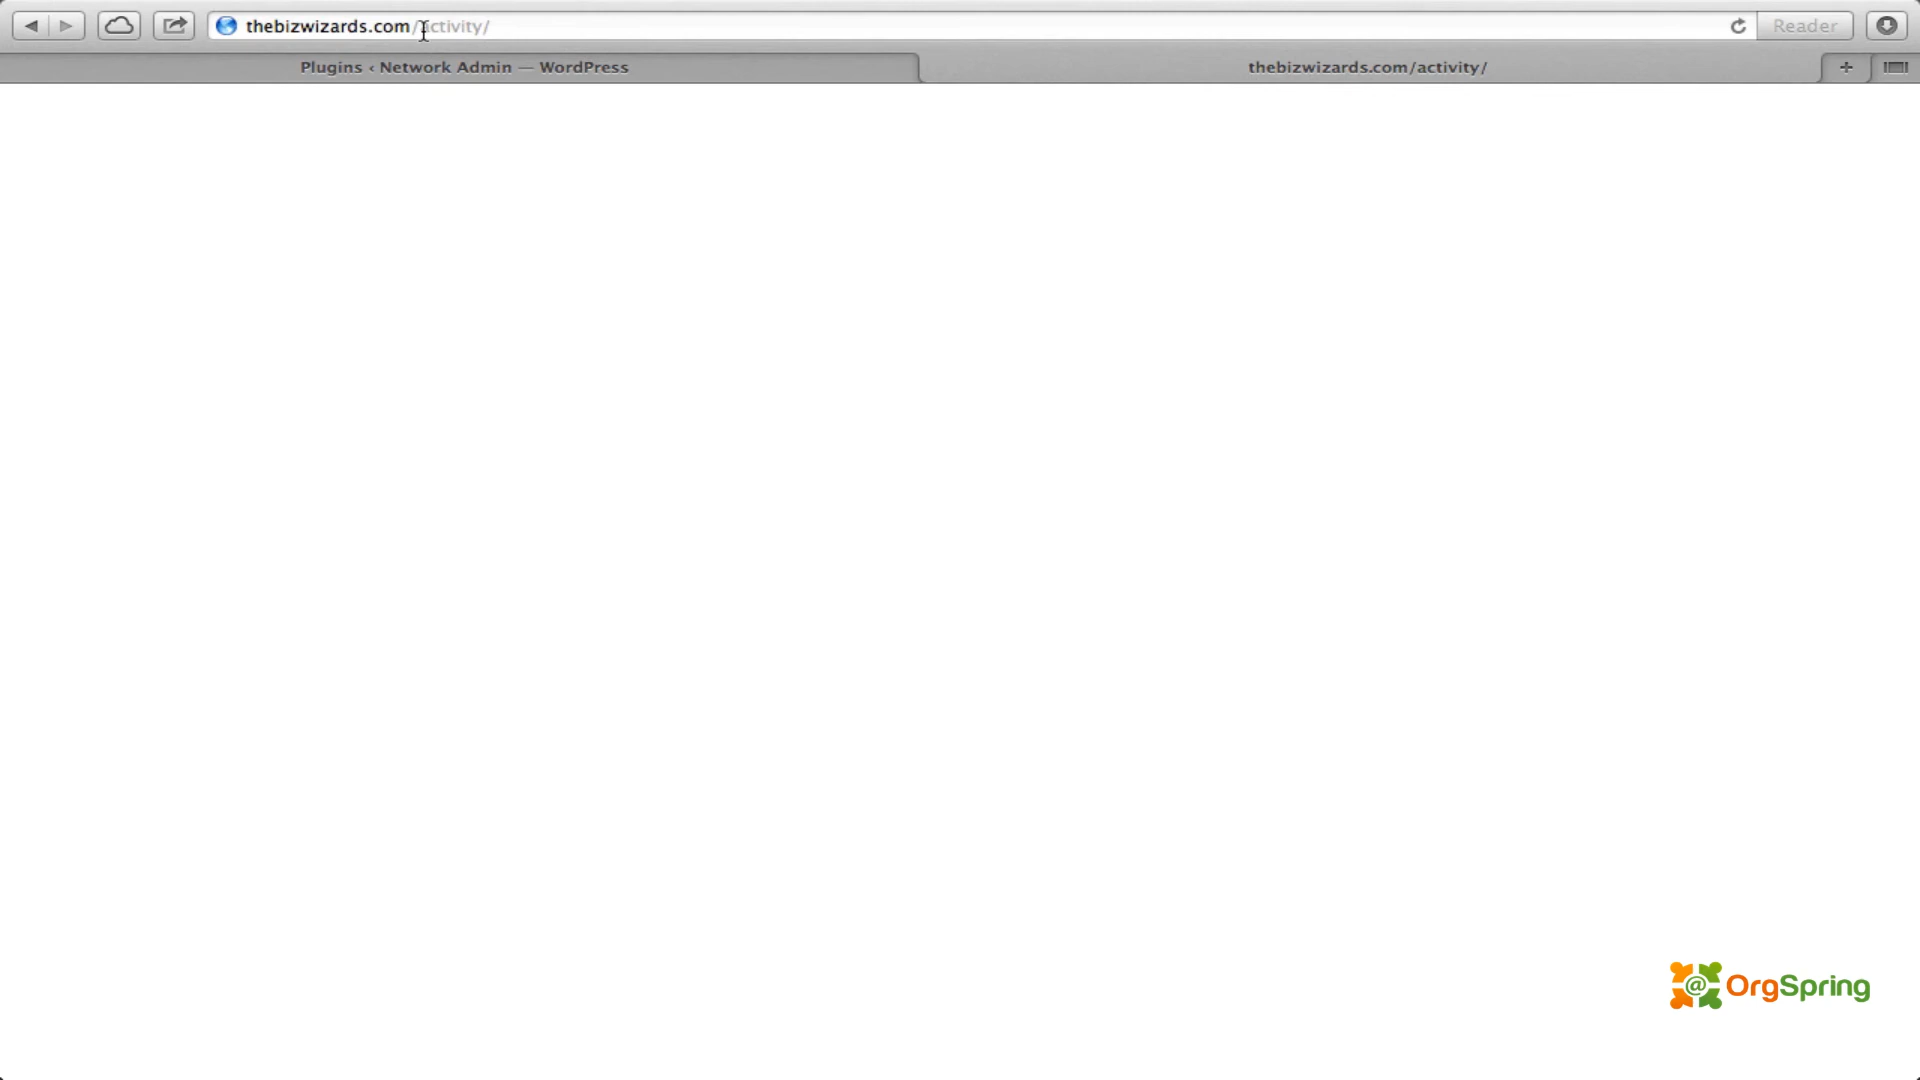 thebizwizards.com/activity/
Reader
Plugins ‹ Network Admin — WordPress
thebizwizards.com/activity/
@ OrgSpring